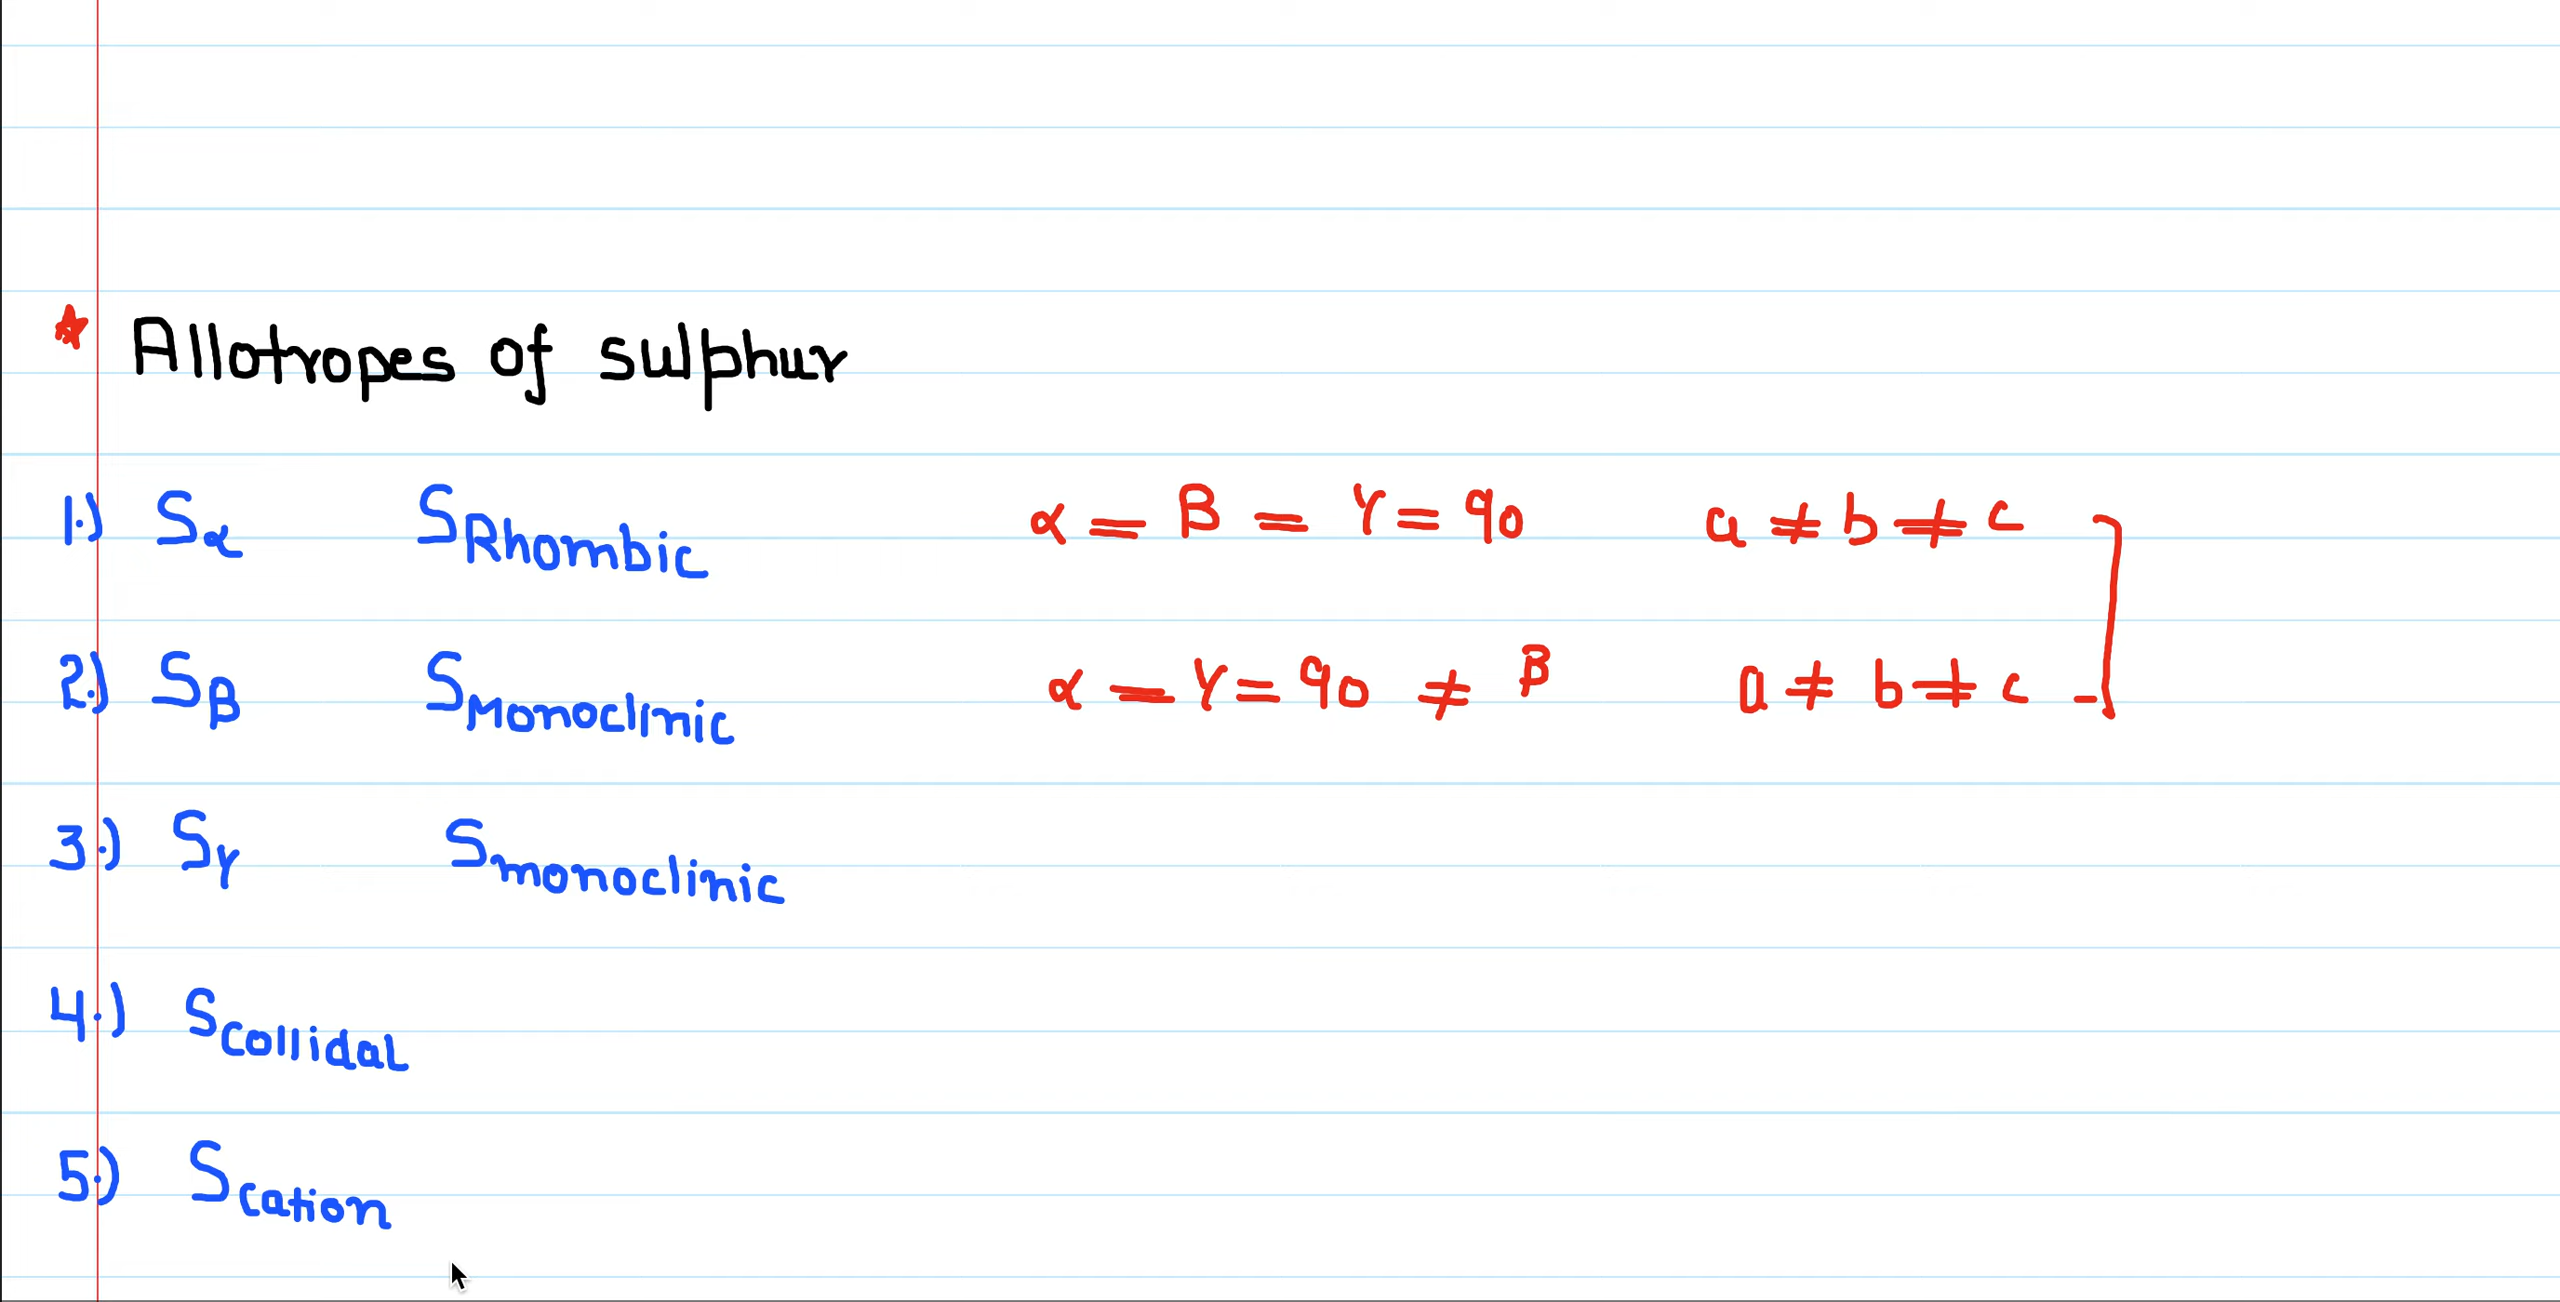 * Allotropes of sulphur
1.) Sα SRhombic α = β = γ = 90 a ≠ b ≠ c
2.) Sβ SMonoclinic α = γ = 90 ≠ β a ≠ b ≠ c
3.) Sγ Smonoclinic
4.) Scollidal
5.) Scation